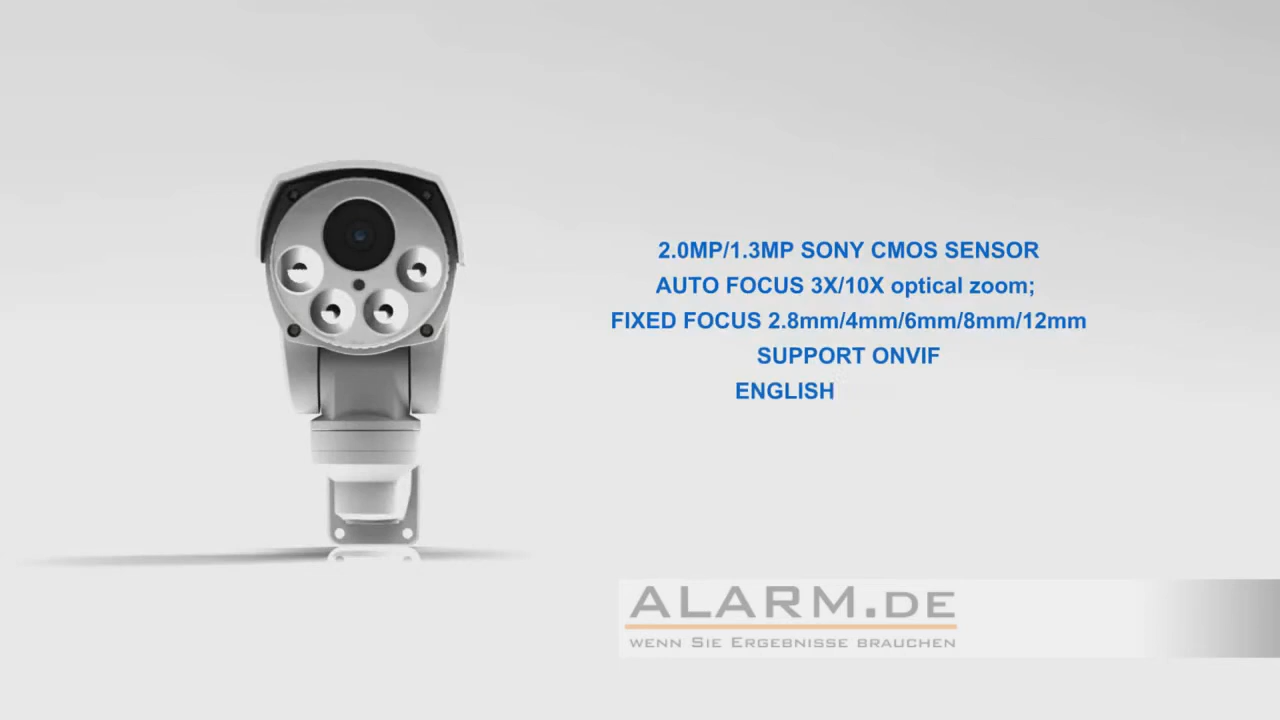 2.0MP/1.3MP SONY CMOS SENSOR
AUTO FOCUS 3X/10X optical zoom;
FIXED FOCUS 2.8mm/4mm/6mm/8mm/12mm
SUPPORT ONVIF
ENGLISH
ALARM.DE
WENN SIE ERGEBNISSE BRAUCHEN